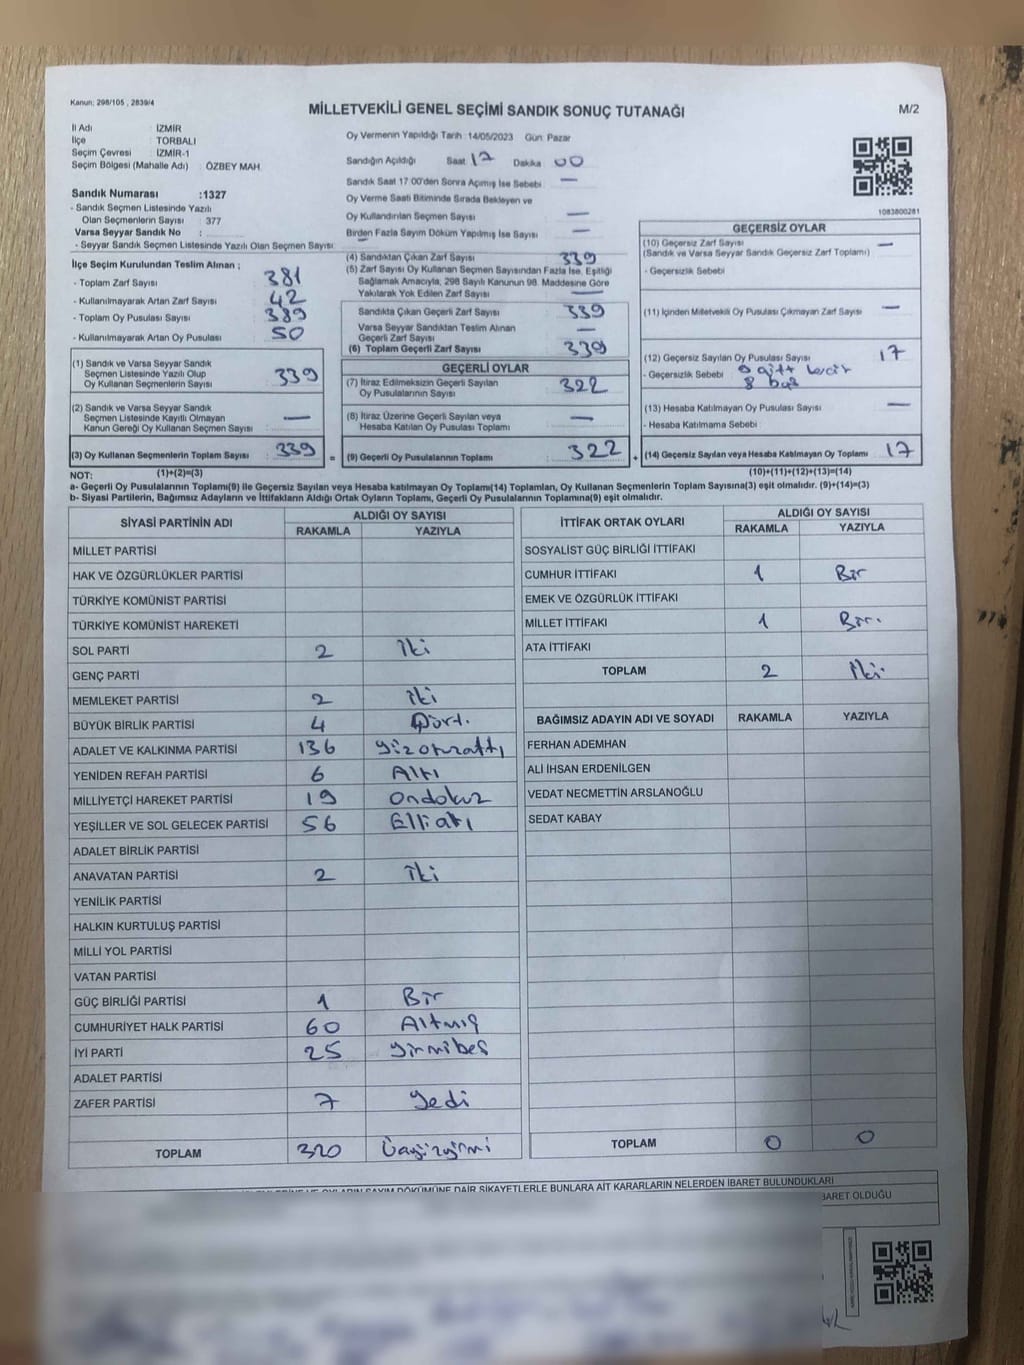 Kanun: 298/105 , 2839/4
MİLLETVEKİLİ GENEL SEÇİMİ SANDIK SONUÇ TUTANAĞI
M/2
İl Adı : İZMİR
İlçe : TORBALI
Seçim Çevresi : İZMİR-1
Seçim Bölgesi (Mahalle Adı) : ÖZBEY MAH.
Oy Vermenin Yapıldığı Tarih :14/05/2023 Gün: Pazar
Sandığın Açıldığı Saat 17 Dakika 00
Sandık Saat 17:00'den Sonra Açılmış İse Sebebi : —
Oy Verme Saati Bitiminde Sırada Bekleyen ve
Oy Kullandırılan Seçmen Sayısı : —
Birden Fazla Sayım Döküm Yapılmış İse Sayısı : —
Sandık Numarası :1327
- Sandık Seçmen Listesinde Yazılı
Olan Seçmenlerin Sayısı : 377
Varsa Seyyar Sandık No :
- Seyyar Sandık Seçmen Listesinde Yazılı Olan Seçmen Sayısı:
1083800281
İlçe Seçim Kurulundan Teslim Alınan ;
- Toplam Zarf Sayısı : 381
- Kullanılmayarak Artan Zarf Sayısı : 42
- Toplam Oy Pusulası Sayısı : 389
- Kullanılmayarak Artan Oy Pusulası : 50
(1) Sandık ve Varsa Seyyar Sandık
Seçmen Listesinde Yazılı Olup
Oy Kullanan Seçmenlerin Sayısı : 339
(2) Sandık ve Varsa Seyyar Sandık
Seçmen Listesinde Kayıtlı Olmayan
Kanun Gereği Oy Kullanan Seçmen Sayısı : —
(3) Oy Kullanan Seçmenlerin Toplam Sayısı : 339 =
(4) Sandıktan Çıkan Zarf Sayısı : 339
(5) Zarf Sayısı Oy Kullanan Seçmen Sayısından Fazla İse, Eşitliği
Sağlamak Amacıyla, 298 Sayılı Kanunun 98. Maddesine Göre
Yakılarak Yok Edilen Zarf Sayısı : —
Sandıkta Çıkan Geçerli Zarf Sayısı : 339
Varsa Seyyar Sandıktan Teslim Alınan
Geçerli Zarf Sayısı : —
(6) Toplam Geçerli Zarf Sayısı : 339
GEÇERLİ OYLAR
(7) İtiraz Edilmeksizin Geçerli Sayılan
Oy Pusulalarının Sayısı : 322
(8) İtiraz Üzerine Geçerli Sayılan veya
Hesaba Katılan Oy Pusulası Toplamı : —
(9) Geçerli Oy Pusulalarının Toplamı : 322 +
GEÇERSİZ OYLAR
(10) Geçersiz Zarf Sayısı : —
(Sandık ve Varsa Seyyar Sandık Geçersiz Zarf Toplamı)
- Geçersizlik Sebebi :
(11) İçinden Milletvekili Oy Pusulası Çıkmayan Zarf Sayısı : —
(12) Geçersiz Sayılan Oy Pusulası Sayısı : 17
- Geçersizlik Sebebi : 9 çift
8 boş
(13) Hesaba Katılmayan Oy Pusulası Sayısı : —
- Hesaba Katılmama Sebebi :
(14) Geçersiz Sayılan veya Hesaba Katılmayan Oy Toplamı : 17
NOT: (1)+(2)=(3)
(10)+(11)+(12)+(13)=(14)
a- Geçerli Oy Pusulalarının Toplamı(9) ile Geçersiz Sayılan veya Hesaba katılmayan Oy Toplamı(14) Toplamları, Oy Kullanan Seçmenlerin Toplam Sayısına(3) eşit olmalıdır. (9)+(14)=(3)
b- Siyasi Partilerin, Bağımsız Adayların ve İttifakların Aldığı Ortak Oyların Toplamı, Geçerli Oy Pusulalarının Toplamına(9) eşit olmalıdır.
SİYASİ PARTİNİN ADI ALDIĞI OY SAYISI
RAKAMLA YAZIYLA
MİLLET PARTİSİ
HAK VE ÖZGÜRLÜKLER PARTİSİ
TÜRKİYE KOMÜNİST PARTİSİ
TÜRKİYE KOMÜNİST HAREKETİ
SOL PARTİ 2 İki
GENÇ PARTİ
MEMLEKET PARTİSİ 2 İki
BÜYÜK BİRLİK PARTİSİ 4 Dört.
ADALET VE KALKINMA PARTİSİ 136 Yüzotuzaltı
YENİDEN REFAH PARTİSİ 6 Altı
MİLLİYETÇİ HAREKET PARTİSİ 19 Ondokuz
YEŞİLLER VE SOL GELECEK PARTİSİ 56 Ellialtı
ADALET BİRLİK PARTİSİ
ANAVATAN PARTİSİ 2 İki
YENİLİK PARTİSİ
HALKIN KURTULUŞ PARTİSİ
MİLLİ YOL PARTİSİ
VATAN PARTİSİ
GÜÇ BİRLİĞİ PARTİSİ 1 Bir
CUMHURİYET HALK PARTİSİ 60 Altmış
İYİ PARTİ 25 Yirmibeş
ADALET PARTİSİ
ZAFER PARTİSİ 7 Yedi
TOPLAM 320 Üçyüzyirmi
İTTİFAK ORTAK OYLARI ALDIĞI OY SAYISI
RAKAMLA YAZIYLA
SOSYALİST GÜÇ BİRLİĞİ İTTİFAKI
CUMHUR İTTİFAKI 1 Bir
EMEK VE ÖZGÜRLÜK İTTİFAKI
MİLLET İTTİFAKI 1 Bir.
ATA İTTİFAKI
TOPLAM 2 İki
BAĞIMSIZ ADAYIN ADI VE SOYADI RAKAMLA YAZIYLA
FERHAN ADEMHAN
ALİ İHSAN ERDENİLGEN
VEDAT NECMETTİN ARSLANOĞLU
SEDAT KABAY
TOPLAM 0 0
OYLARIN SAYIM DÖKÜMÜNE DAİR ŞİKAYETLERLE BUNLARA AİT KARARLARIN NELERDEN İBARET BULUNDUKLARI
İBARET OLDUĞU